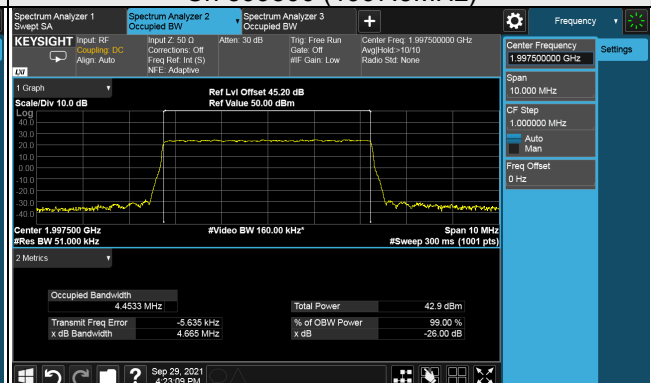 Spectrum Analyzer 1
Swept SA
Spectrum Analyzer 2
Occupied BW
Spectrum Analyzer 3
Occupied BW
+
Frequency
KEYSIGHT
Input: RF
Coupling: DC
Align: Auto
Input Z: 50 Ω
Corrections: Off
Freq Ref: Int (S)
NFE: Adaptive
Atten: 30 dB
Trig: Free Run
Gate: Off
#IF Gain: Low
Center Freq: 1.997500000 GHz
Avg|Hold:>10/10
Radio Std: None
LXI
Center Frequency
1.997500000 GHz
Settings
Span
10.000 MHz
CF Step
1.000000 MHz
Auto
Man
Freq Offset
0 Hz
1 Graph
Scale/Div 10.0 dB
Ref Lvl Offset 45.20 dB
Ref Value 50.00 dBm
Log
40.0
30.0
20.0
10.0
0.00
-10.0
-20.0
-30.0
-40.0
Center 1.997500 GHz
#Res BW 51.000 kHz
#Video BW 160.00 kHz*
Span 10 MHz
#Sweep 300 ms (1001 pts)
2 Metrics
Occupied Bandwidth
4.4533 MHz
Total Power 42.9 dBm
Transmit Freq Error -5.635 kHz
% of OBW Power 99.00 %
x dB Bandwidth 4.665 MHz
x dB -26.00 dB
?
Sep 29, 2021
4:23:09 PM